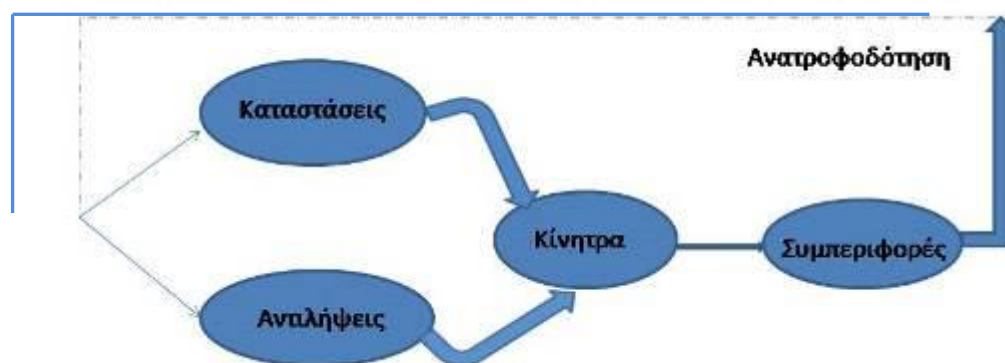 Ανατροφοδότηση
Καταστάσεις
Κίνητρα
Συμπεριφορές
Αντιλήψεις